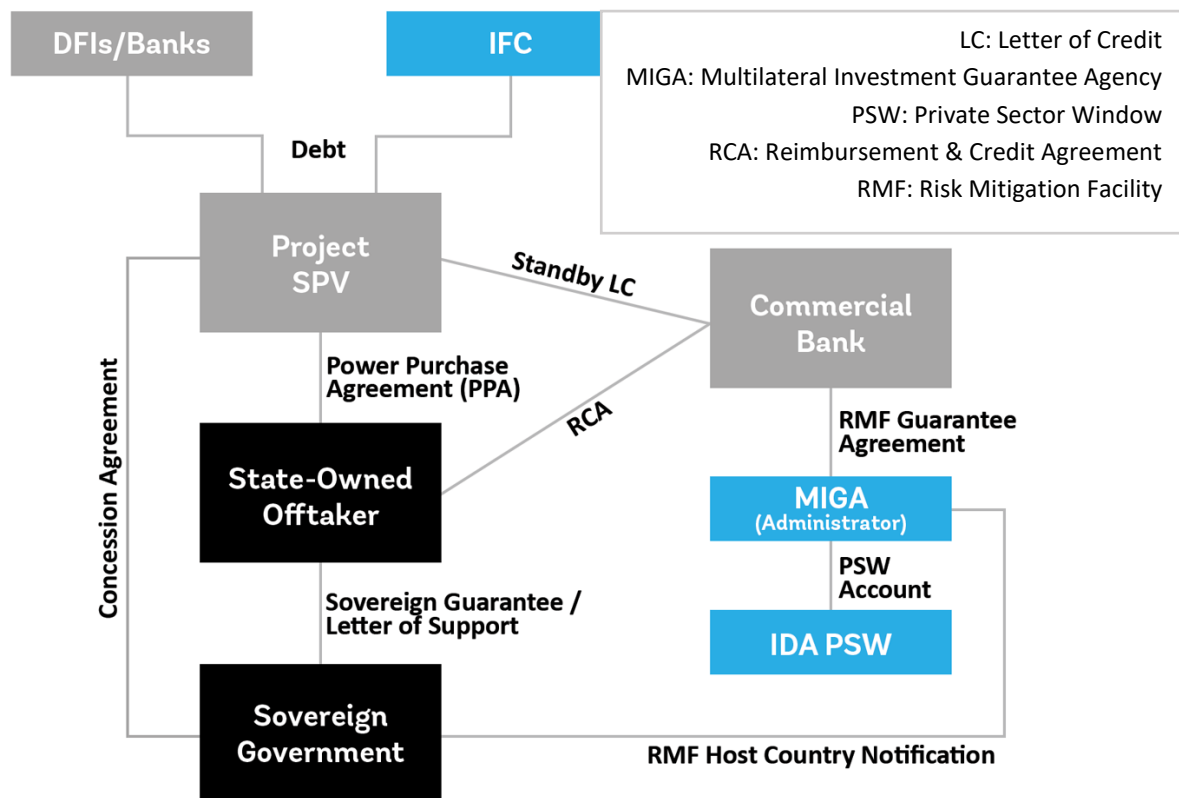 DFIs/Banks
IFC
LC: Letter of Credit
MIGA: Multilateral Investment Guarantee Agency
PSW: Private Sector Window
RCA: Reimbursement & Credit Agreement
RMF: Risk Mitigation Facility
Debt
Project
SPV
Standby LC
Commercial
Bank
Power Purchase
Agreement (PPA)
RCA
RMF Guarantee
Agreement
Concession Agreement
State-Owned
Offtaker
MIGA
(Administrator)
PSW
Account
Sovereign Guarantee /
Letter of Support
IDA PSW
Sovereign
Government
RMF Host Country Notification